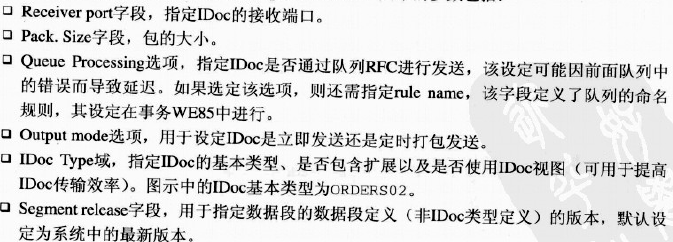 □ Receiver port字段，指定IDoc的接收端口。
□ Pack. Size字段，包的大小。
□ Queue Processing选项，指定IDoc是否通过队列RFC进行发送，该设定可能因前面队列中
的错误而导致延迟。如果选定该选项，则还需指定rule name，该字段定义了队列的命名
规则，其设定在事务WE85中进行。
□ Output mode选项，用于设定IDoc是立即发送还是定时打包发送。
□ IDoc Type域，指定IDoc的基本类型、是否包含扩展以及是否使用IDoc视图（可用于提高
IDoc传输效率）。图示中的IDoc基本类型为ORDERS02。
□ Segment release字段，用于指定数据段的数据段定义（非IDoc类型定义）的版本，默认设
定为系统中的最新版本。